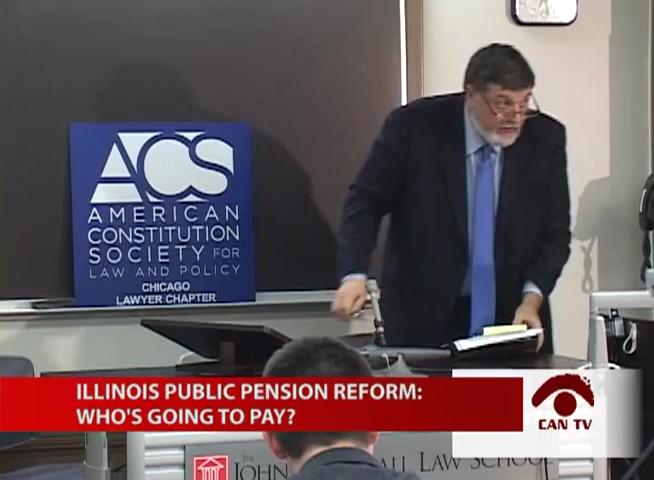 ACS
AMERICAN
CONSTITUTION
SOCIETY FOR
LAW AND POLICY
CHICAGO
LAWYER CHAPTER
ILLINOIS PUBLIC PENSION REFORM:
WHO'S GOING TO PAY?
CAN TV
THE
JOHN ALL LAW SCHOOL